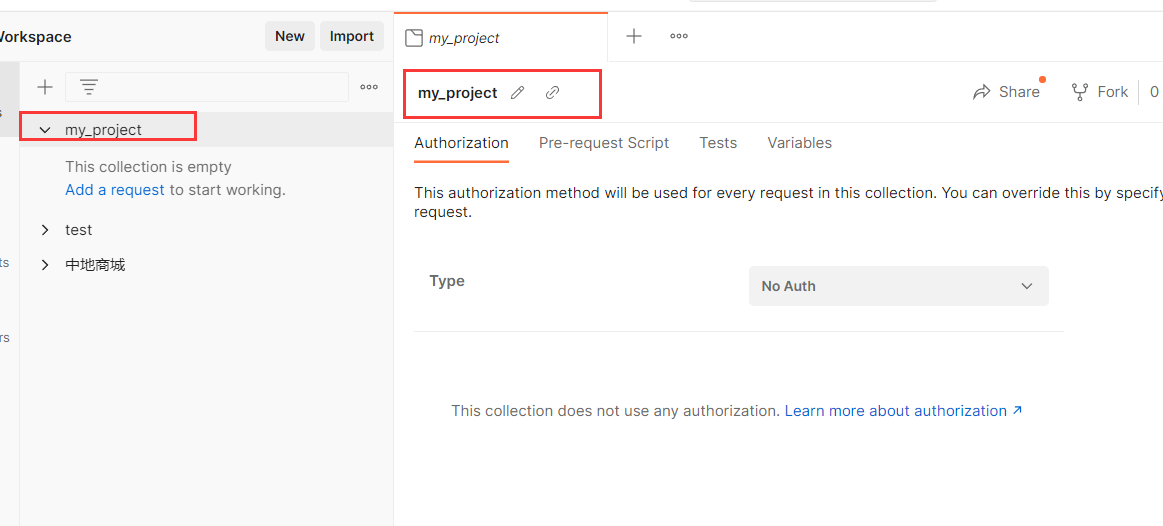 Workspace
New
Import
my_project
This collection is empty
Add a request to start working.
test
中地商城
my_project
my_project
Share
Fork
0
Authorization
Pre-request Script
Tests
Variables
This authorization method will be used for every request in this collection. You can override this by specify
request.
Type
No Auth
This collection does not use any authorization. Learn more about authorization ↗